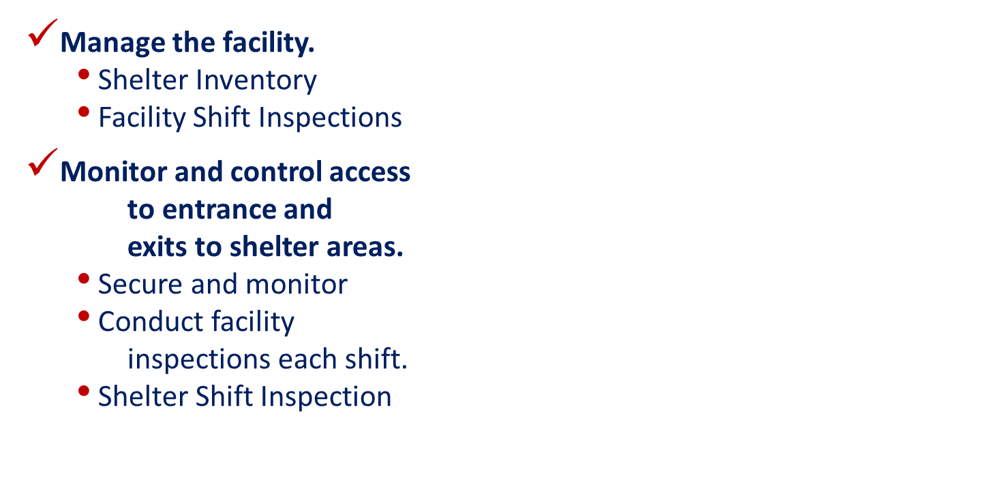 ✓ Manage the facility.
• Shelter Inventory
• Facility Shift Inspections
✓ Monitor and control access
to entrance and
exits to shelter areas.
• Secure and monitor
• Conduct facility
inspections each shift.
• Shelter Shift Inspection